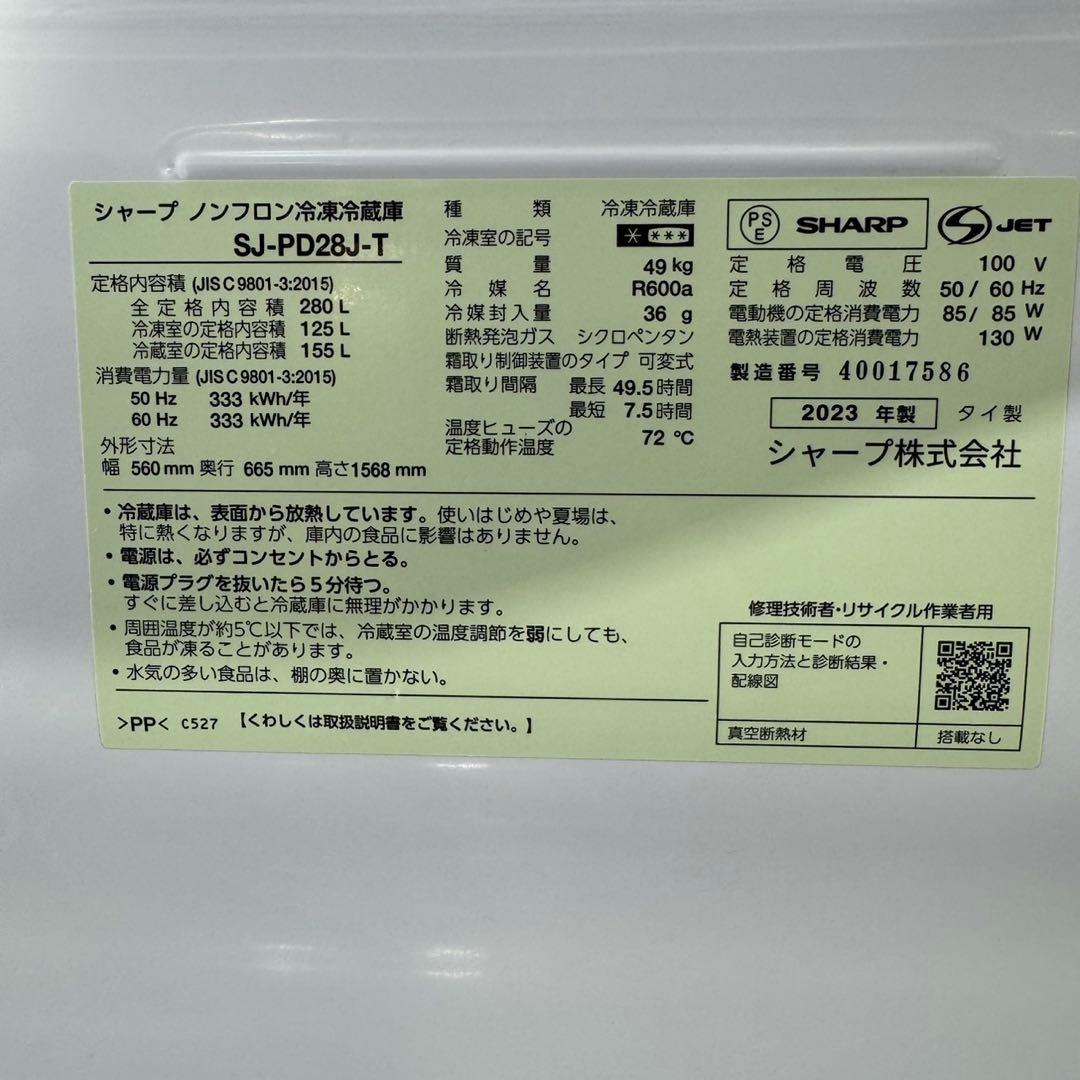 シャープ ノンフロン冷凍冷蔵庫
SJ-PD28J-T
定格内容積 (JIS C 9801-3:2015)
全定格内容積 280 L
冷凍室の定格内容積 125 L
冷蔵室の定格内容積 155 L
消費電力量 (JIS C 9801-3:2015)
50 Hz 333 kWh/年
60 Hz 333 kWh/年
外形寸法
幅 560 mm 奥行 665 mm 高さ1568 mm
種類 冷凍冷蔵庫
冷凍室の記号 * ***
質量 49 kg
冷媒名 R600a
冷媒封入量 36 g
断熱発泡ガス シクロペンタン
霜取り制御装置のタイプ 可変式
霜取り間隔 最長 49.5 時間
最短 7.5 時間
温度ヒューズの
定格動作温度 72 ℃
PSE SHARP S JET
定格電圧 100 V
定格周波数 50/60 Hz
電動機の定格消費電力 85/85 W
電熱装置の定格消費電力 130 W
製造番号 40017586
2023 年製 タイ製
シャープ株式会社
・冷蔵庫は、表面から放熱しています。使いはじめや夏場は、
特に熱くなりますが、庫内の食品に影響はありません。
・電源は、必ずコンセントからとる。
・電源プラグを抜いたら5分待つ。
すぐに差し込むと冷蔵庫に無理がかかります。
・周囲温度が約5℃以下では、冷蔵室の温度調節を弱にしても、
食品が凍ることがあります。
・水気の多い食品は、棚の奥に置かない。
>PP< C527 【くわしくは取扱説明書をご覧ください。】
修理技術者・リサイクル作業者用
自己診断モードの
入力方法と診断結果・
配線図
真空断熱材 搭載なし